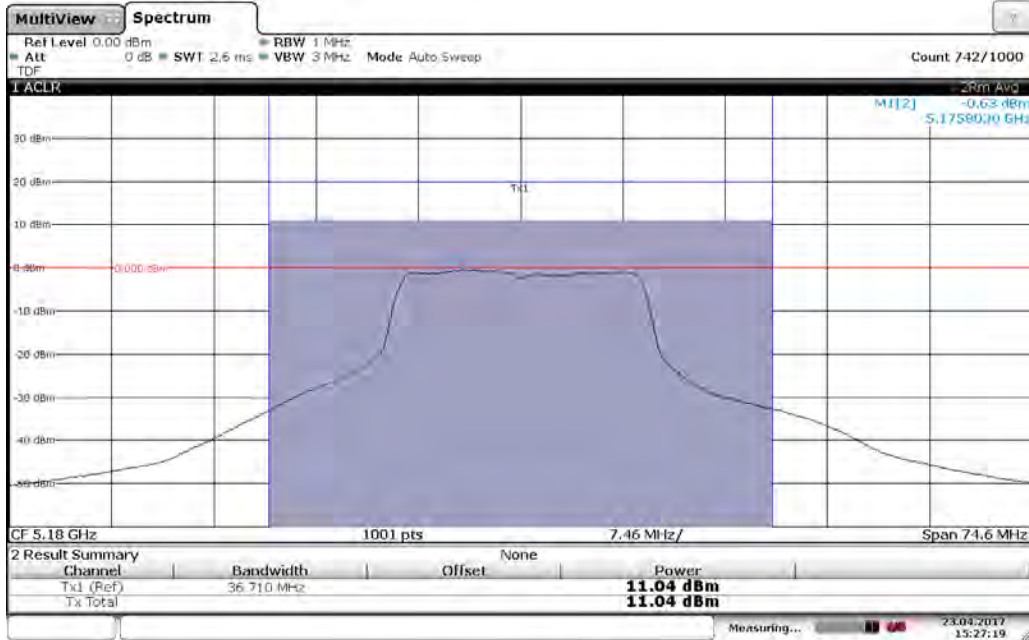 MultiView Spectrum
Ref Level 0.00 dBm RBW 1 MHz
Att 0 dB SWT 2.6 ms VBW 3 MHz Mode Auto Sweep Count 742/1000
TDF
1 ACLR 2Rm Avg
M1[2] -0.63 dBm
5.1758030 GHz
30 dBm
20 dBm
Tx1
10 dBm
0 dBm 0.000 dBm
-10 dBm
-20 dBm
-30 dBm
-40 dBm
-50 dBm
CF 5.18 GHz 1001 pts 7.46 MHz/ Span 74.6 MHz
2 Result Summary None
Channel Bandwidth Offset Power
Tx1 (Ref) 36.710 MHz 11.04 dBm
Tx Total 11.04 dBm
Measuring... 23.04.2017
15:27:19